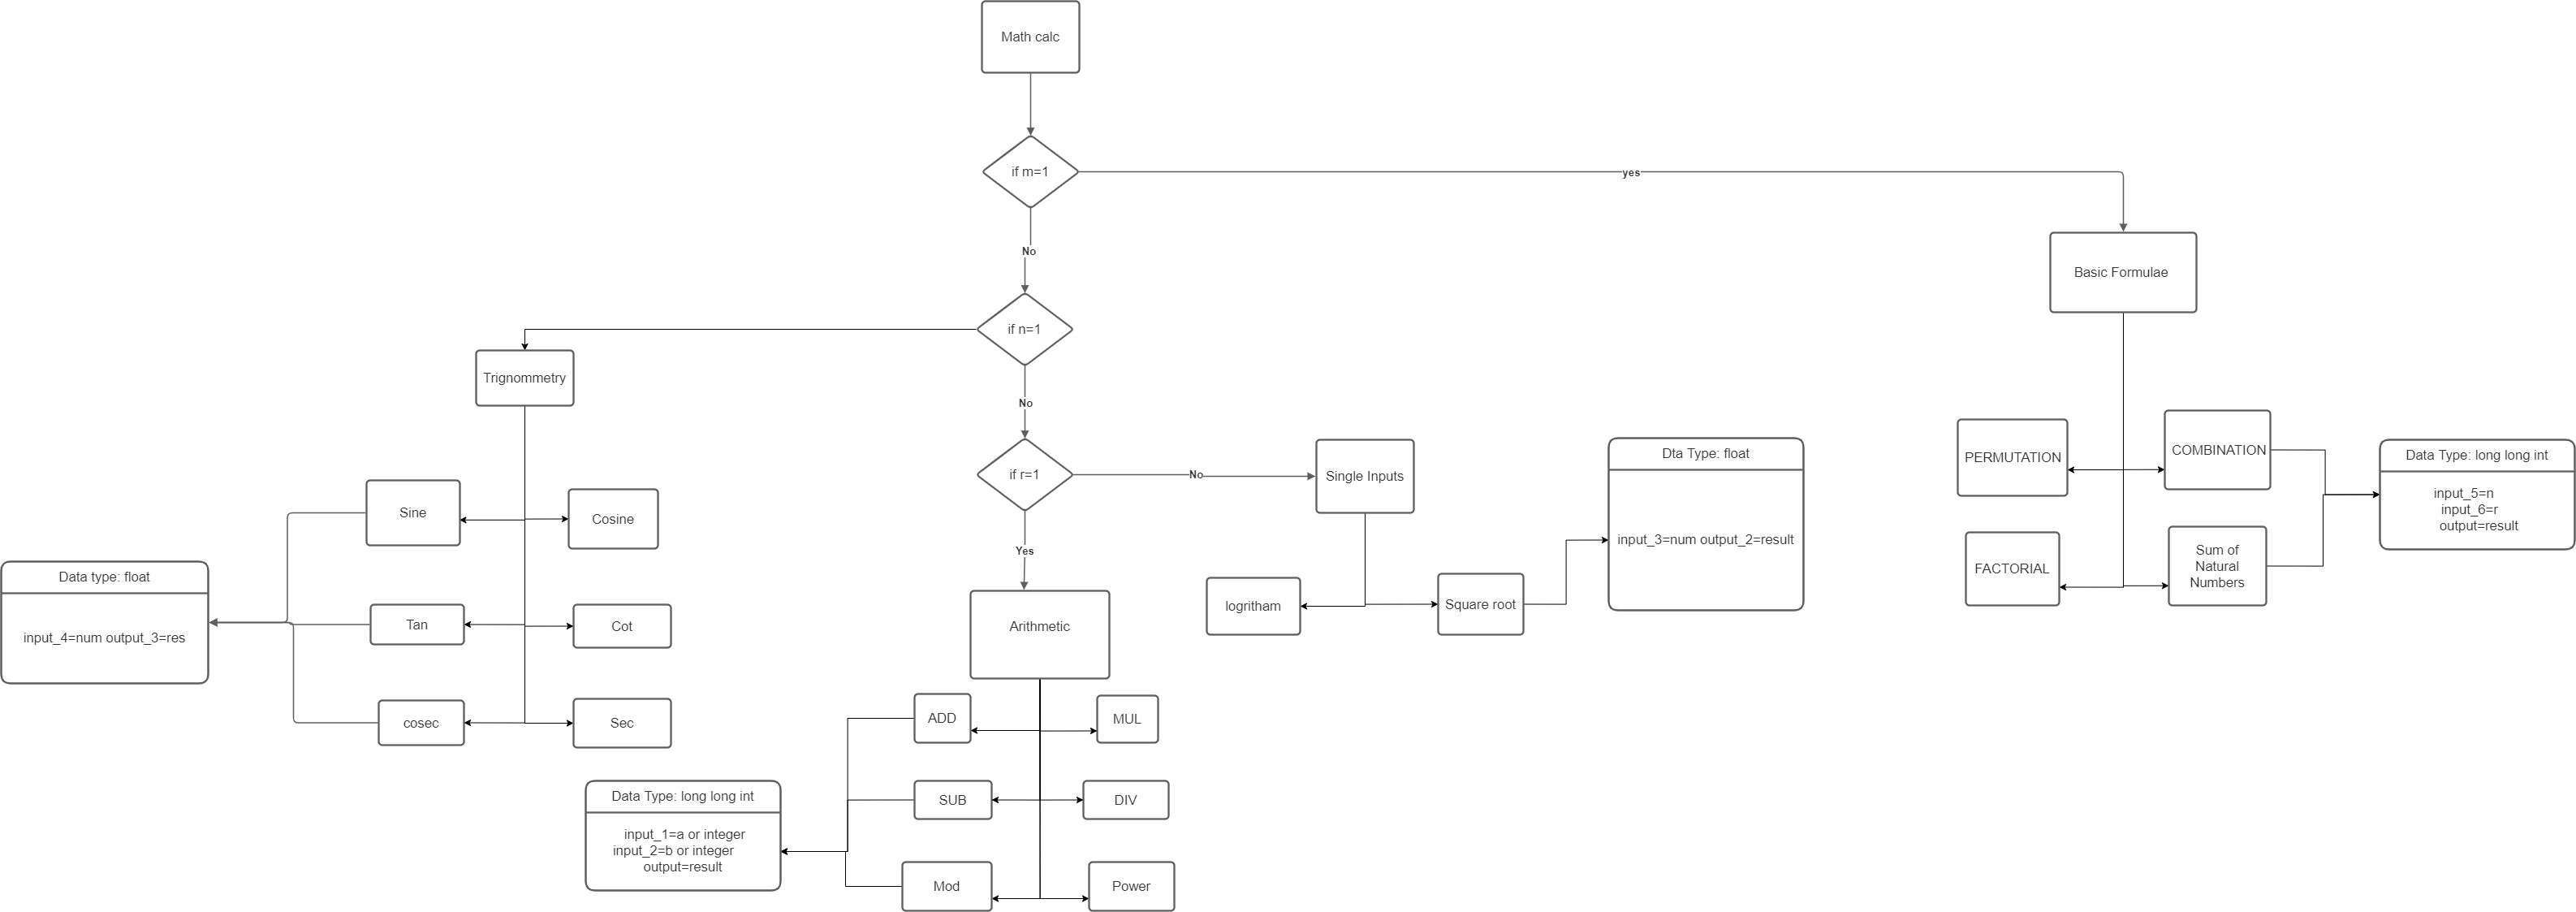 Math calc
if m=1
yes
No
Basic Formulae
if n=1
Trignommetry
No
if r=1
No
Single Inputs
Dta Type: float
input_3=num output_2=result
PERMUTATION
COMBINATION
Data Type: long long int
input_5=n
input_6=r
output=result
Sine
Cosine
Yes
FACTORIAL
Sum of
Natural
Numbers
Data type: float
input_4=num output_3=res
Tan
Cot
Arithmetic
logritham
Square root
cosec
Sec
ADD
MUL
Data Type: long long int
input_1=a or integer
input_2=b or integer
output=result
SUB
DIV
Mod
Power